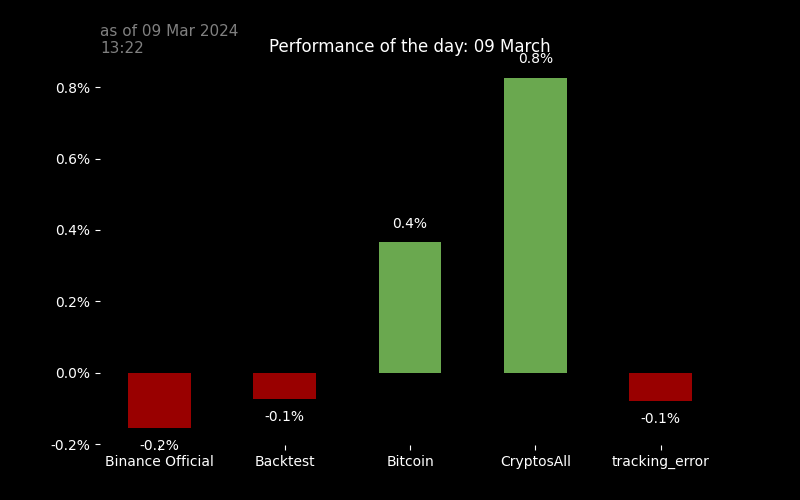 as of 09 Mar 2024
13:22
Performance of the day: 09 March
0.8%
0.8%
0.6%
0.4%
0.4%
0.2%
0.0%
-0.1%
-0.1%
-0.2%
-0.2%
Binance Official
Backtest
Bitcoin
CryptosAll
tracking_error